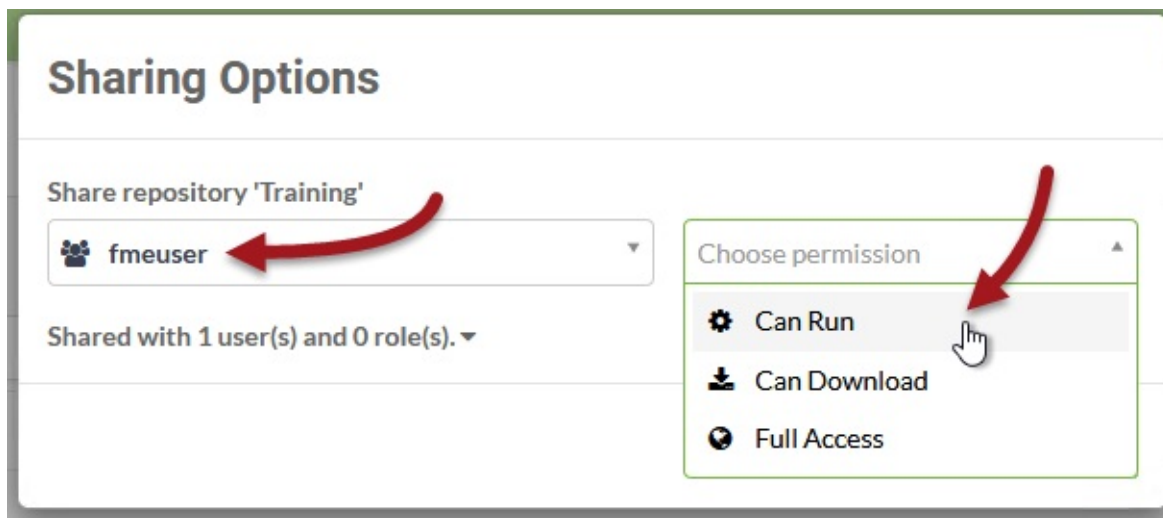 Sharing Options
Share repository 'Training'
fmeuser
Choose permission
Shared with 1 user(s) and 0 role(s).
Can Run
Can Download
Full Access